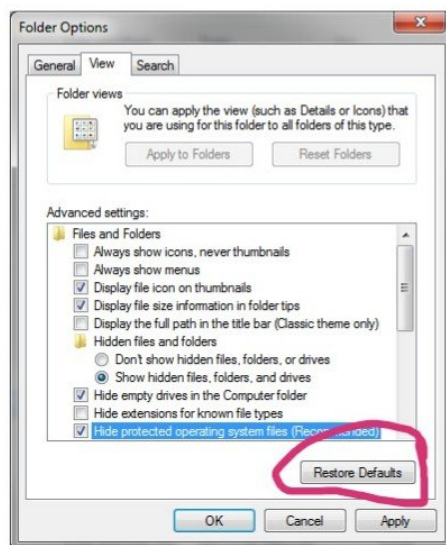 Folder Options
General View Search
Folder views
You can apply the view (such as Details or Icons) that
you are using for this folder to all folders of this type.
Apply to Folders Reset Folders
Advanced settings:
Files and Folders
Always show icons, never thumbnails
Always show menus
Display file icon on thumbnails
Display file size information in folder tips
Display the full path in the title bar (Classic theme only)
Hidden files and folders
Don't show hidden files, folders, or drives
Show hidden files, folders, and drives
Hide empty drives in the Computer folder
Hide extensions for known file types
Hide protected operating system files (Recommended)
Restore Defaults
OK Cancel Apply